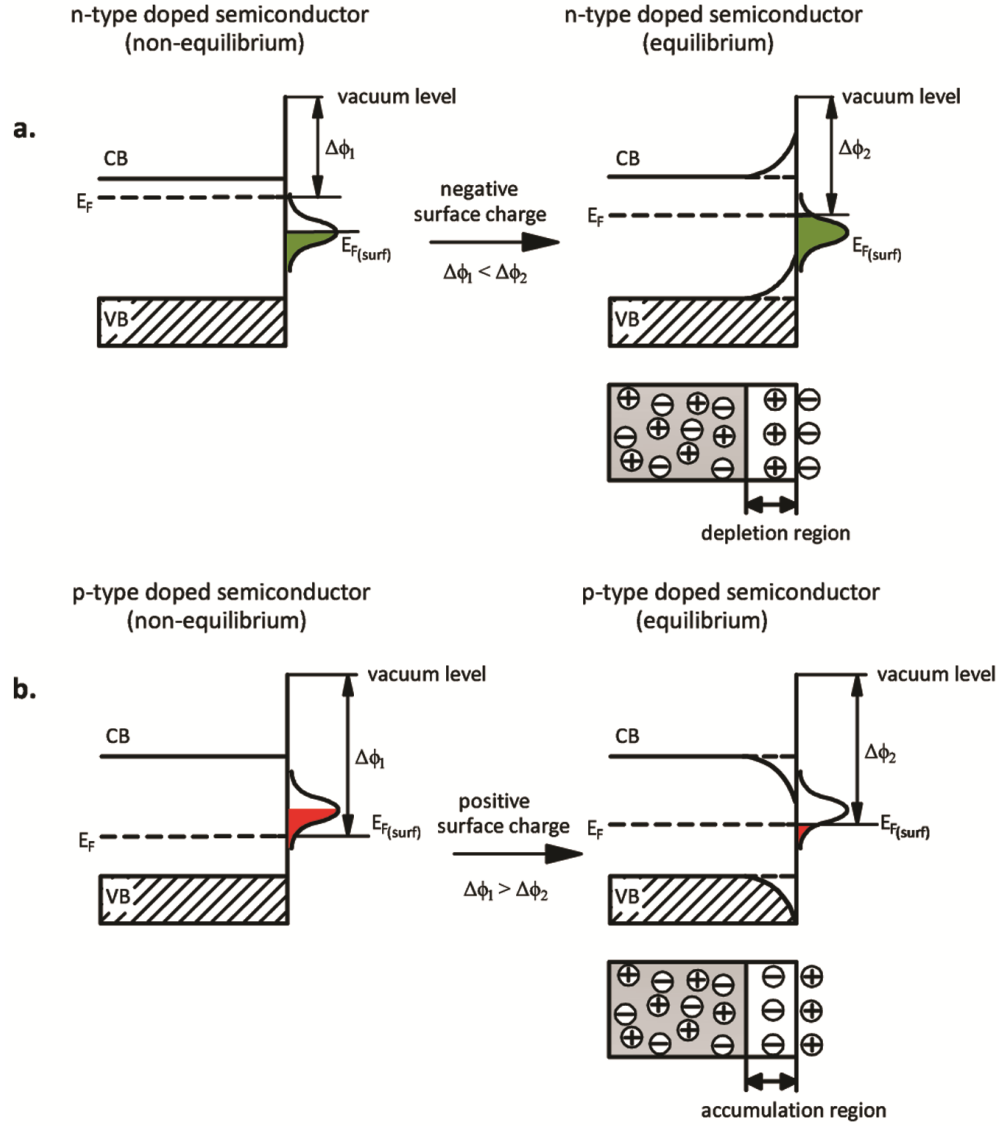 n-type doped semiconductor
(non-equilibrium)
n-type doped semiconductor
(equilibrium)
a.
vacuum level
Δϕ₁
CB
E_F
E_F(surf)
VB
negative
surface charge
Δϕ₁ < Δϕ₂
vacuum level
Δϕ₂
CB
E_F
E_F(surf)
VB
depletion region
p-type doped semiconductor
(non-equilibrium)
p-type doped semiconductor
(equilibrium)
b.
vacuum level
CB
Δϕ₁
E_F
E_F(surf)
VB
positive
surface charge
Δϕ₁ > Δϕ₂
vacuum level
CB
Δϕ₂
E_F
E_F(surf)
VB
accumulation region